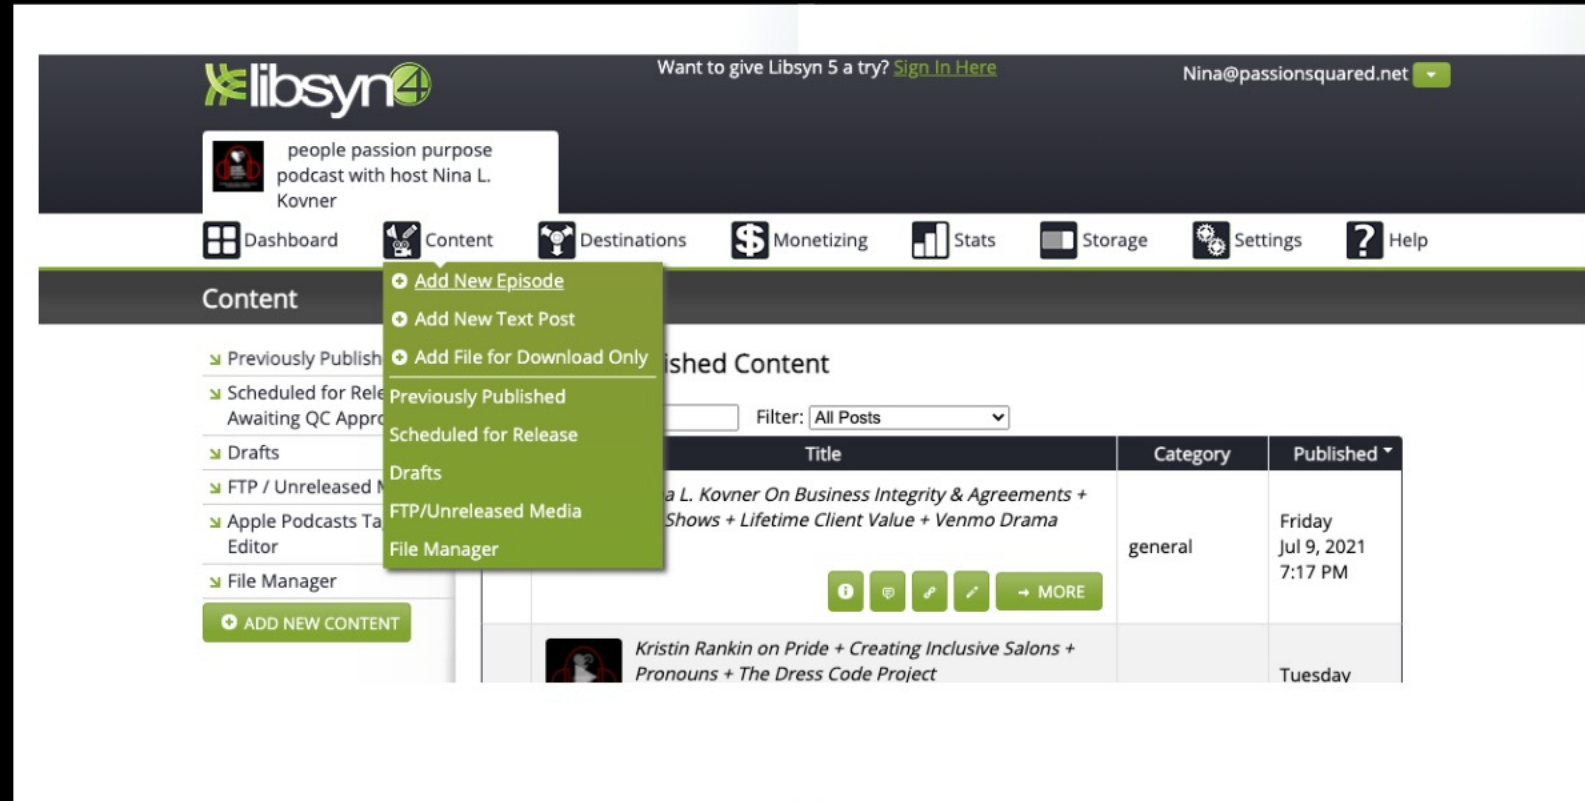 libsyn4
Want to give Libsyn 5 a try? Sign In Here
Nina@passionsquared.net
people passion purpose
podcast with host Nina L.
Kovner
Dashboard
Content
Destinations
Monetizing
Stats
Storage
Settings
Help
Content
Add New Episode
Add New Text Post
Add File for Download Only
Previously Published
Scheduled for Release
Drafts
FTP/Unreleased Media
File Manager
Previously Publish
Scheduled for Rele
Awaiting QC Appro
Drafts
FTP / Unreleased M
Apple Podcasts Ta
Editor
File Manager
ADD NEW CONTENT
ished Content
Filter: All Posts
Title
Category
Published
a L. Kovner On Business Integrity & Agreements +
Shows + Lifetime Client Value + Venmo Drama
general
Friday
Jul 9, 2021
7:17 PM
MORE
Kristin Rankin on Pride + Creating Inclusive Salons +
Pronouns + The Dress Code Project
Tuesday